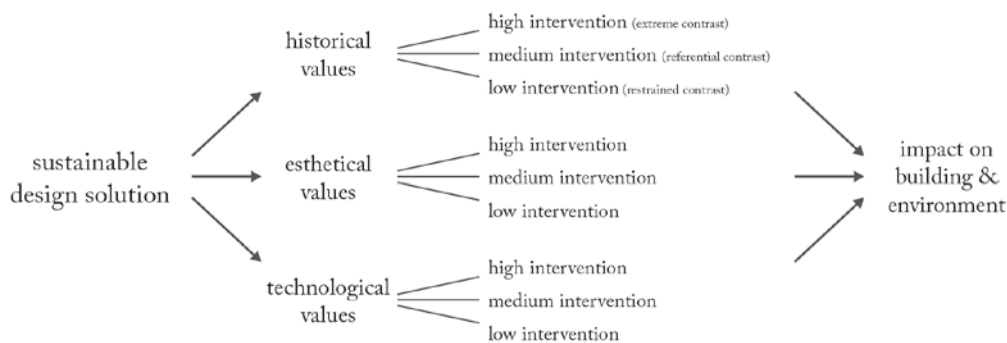 historical
values
high intervention (extreme contrast)
medium intervention (referential contrast)
low intervention (restrained contrast)
sustainable
design solution
esthetical
values
high intervention
medium intervention
low intervention
impact on
building &
environment
technological
values
high intervention
medium intervention
low intervention